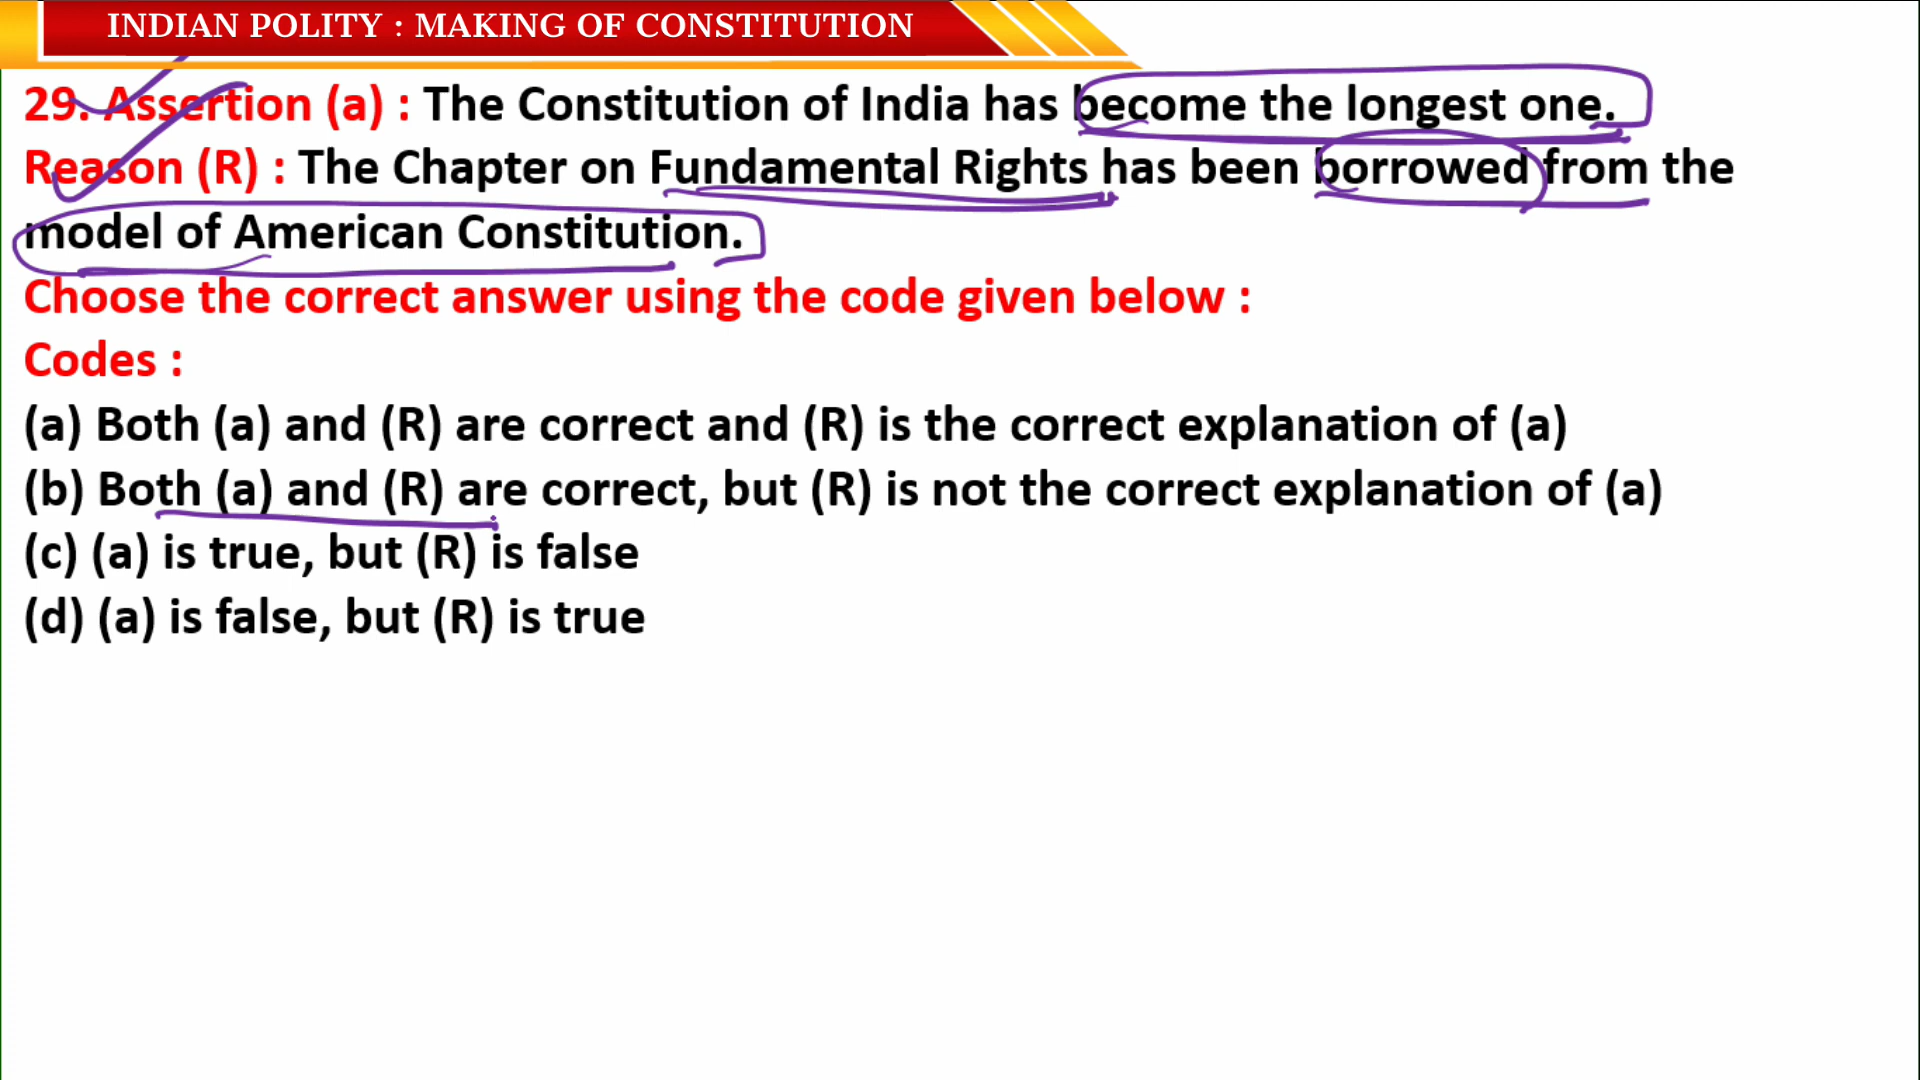 INDIAN POLITY : MAKING OF CONSTITUTION
29. Assertion (a) : The Constitution of India has become the longest one.
Reason (R) : The Chapter on Fundamental Rights has been borrowed from the
model of American Constitution.
Choose the correct answer using the code given below :
Codes :
(a) Both (a) and (R) are correct and (R) is the correct explanation of (a)
(b) Both (a) and (R) are correct, but (R) is not the correct explanation of (a)
(c) (a) is true, but (R) is false
(d) (a) is false, but (R) is true